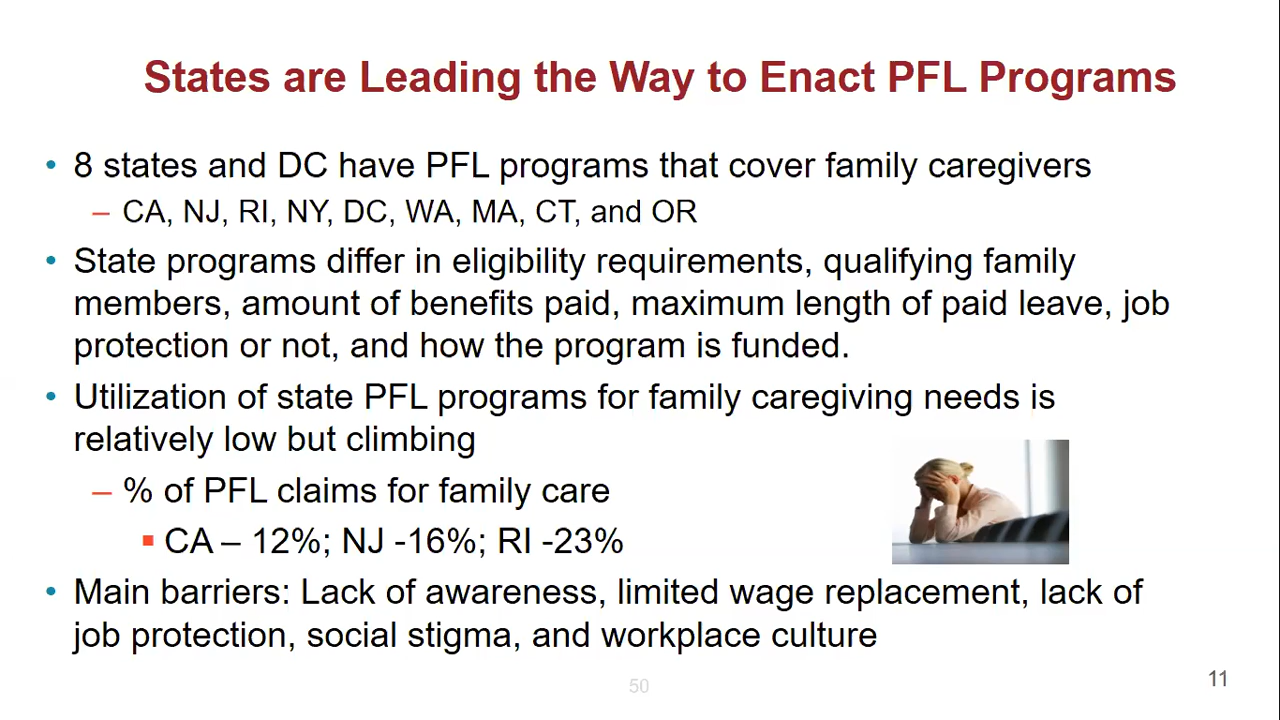 States are Leading the Way to Enact PFL Programs
• 8 states and DC have PFL programs that cover family caregivers
– CA, NJ, RI, NY, DC, WA, MA, CT, and OR
• State programs differ in eligibility requirements, qualifying family
members, amount of benefits paid, maximum length of paid leave, job
protection or not, and how the program is funded.
• Utilization of state PFL programs for family caregiving needs is
relatively low but climbing
– % of PFL claims for family care
▪ CA – 12%; NJ -16%; RI -23%
• Main barriers: Lack of awareness, limited wage replacement, lack of
job protection, social stigma, and workplace culture
50
11